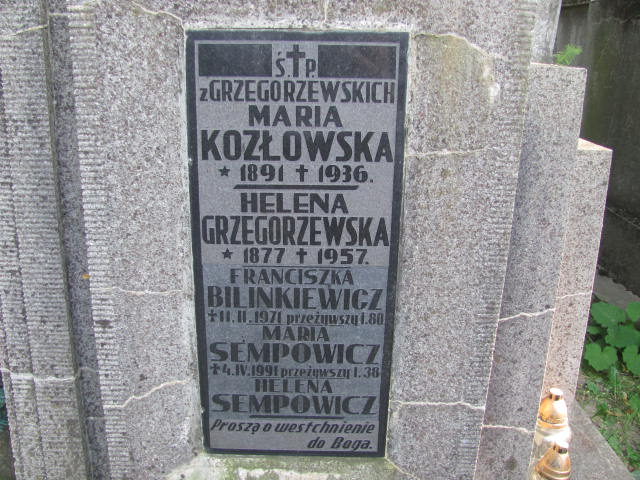 Ś.P.
z GRZEGORZEWSKICH
MARIA
KOZŁOWSKA
* 1891 † 1936.
HELENA
GRZEGORZEWSKA
* 1877 † 1957.
FRANCISZKA
BILINKIEWICZ
† 11. II. 1971 przeżywszy l. 80
MARIA
SEMPOWICZ
† 4. IV. 1991 przeżywszy l. 38
HELENA
SEMPOWICZ
Proszą o westchnienie
do Boga.